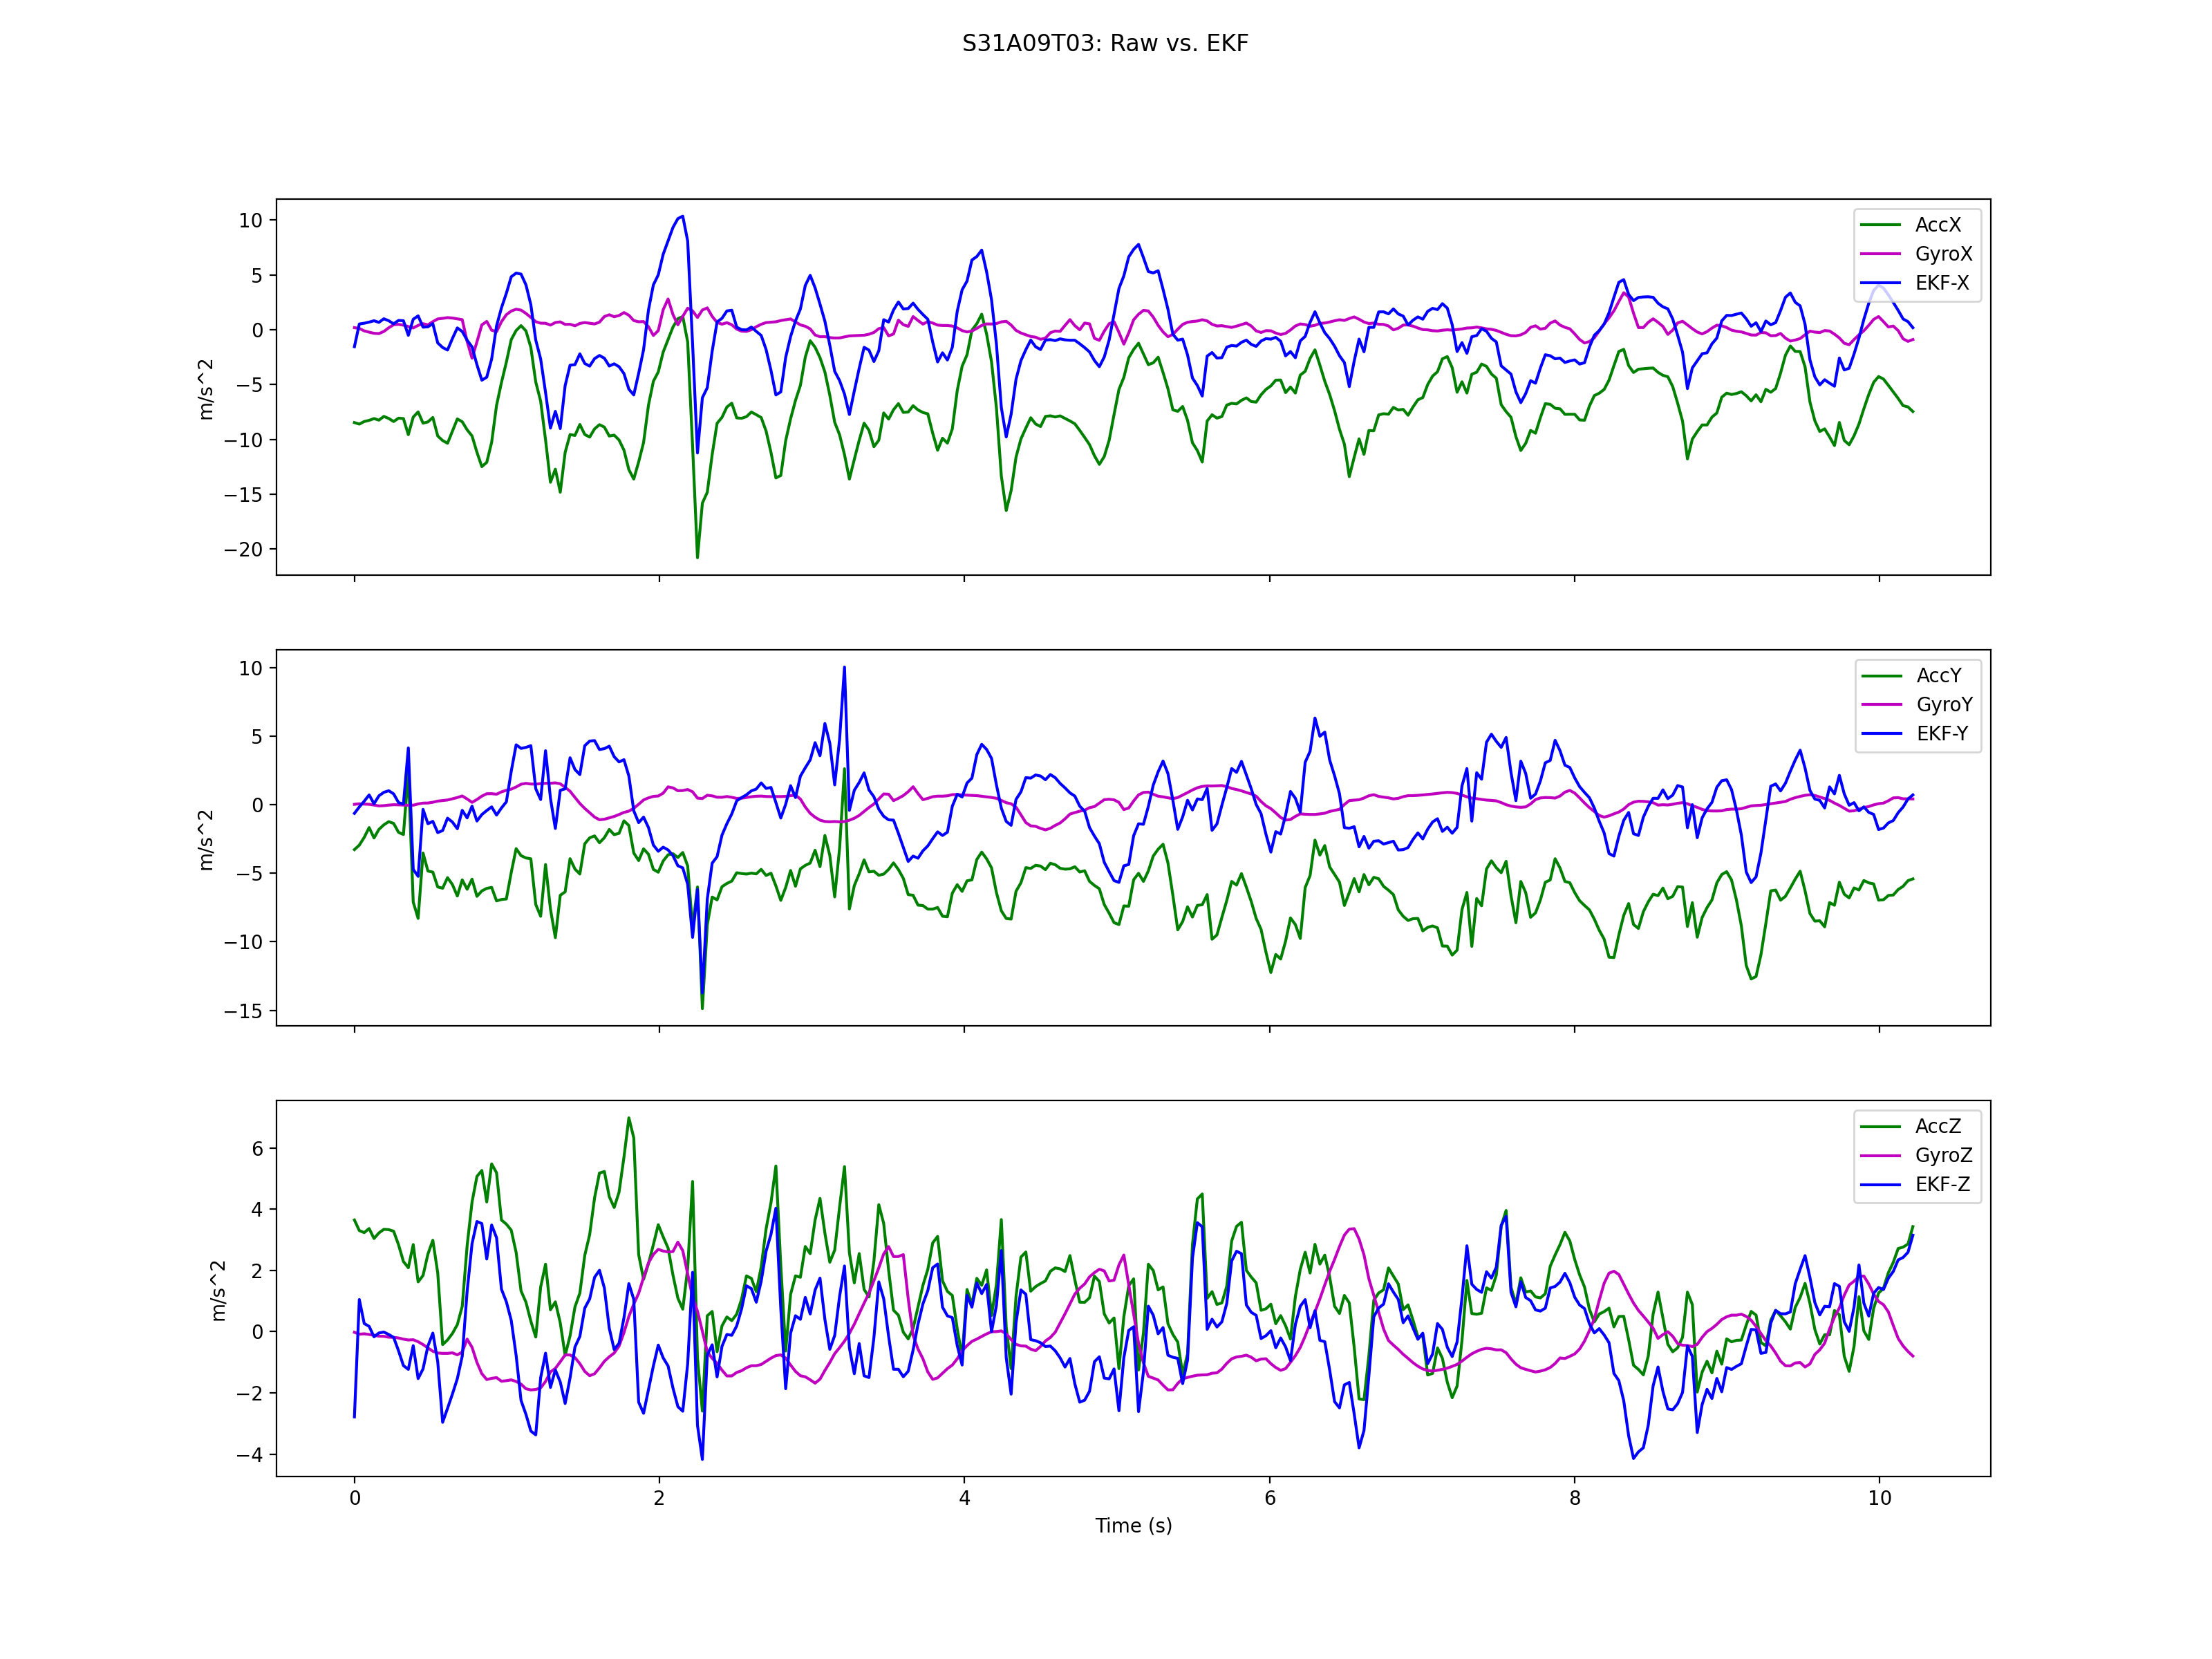 S31A09T03: Raw vs. EKF
10
5
0
−5
−10
−15
−20
m/s^2
AccX
GyroX
EKF-X
10
5
0
−5
−10
−15
m/s^2
AccY
GyroY
EKF-Y
6
4
2
0
−2
−4
m/s^2
AccZ
GyroZ
EKF-Z
0 2 4 6 8 10
Time (s)